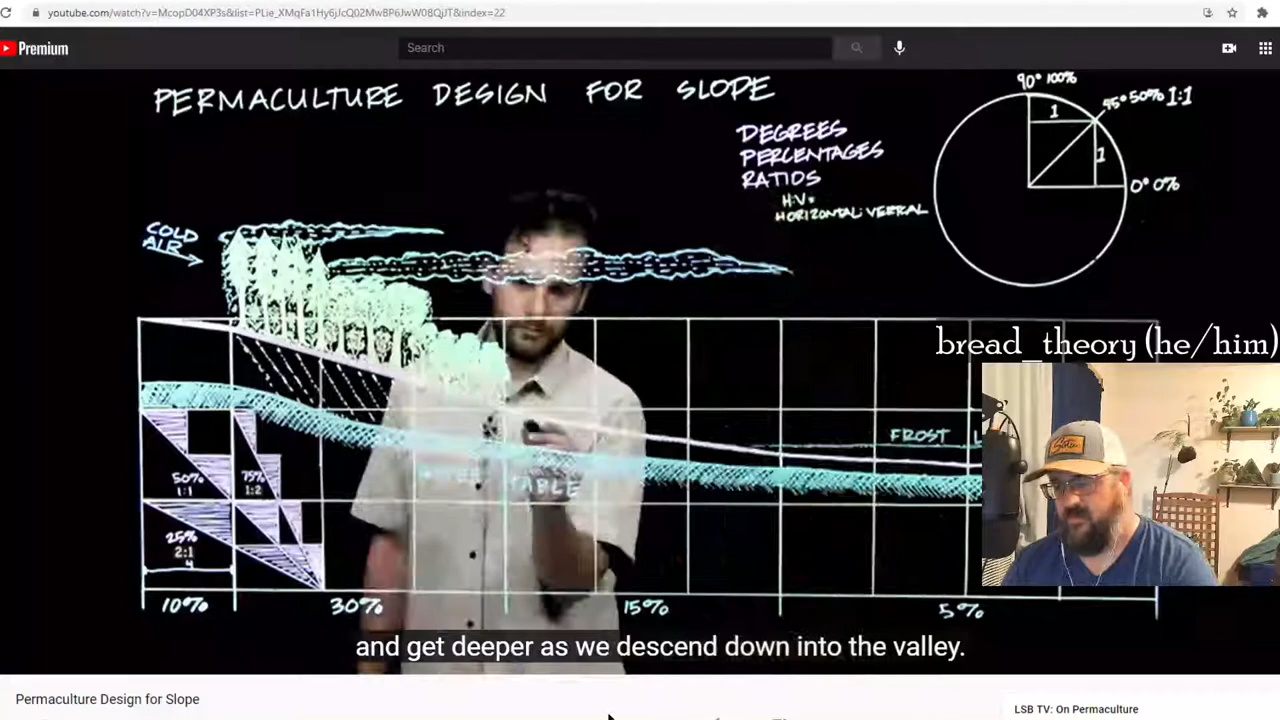 youtube.com/watch?v=McopD04XP3s&list=PLie_XMqFa1Hy6jJcQ02MwBP6JwW08QjJT&index=22
Premium
Search
PERMACULTURE DESIGN FOR SLOPE
90° 100%
45° 50% 1:1
1
1
0° 0%
DEGREES
PERCENTAGES
RATIOS
H:V=
HORIZONTAL:VERTICAL
COLD
AIR
bread_theory (he/him)
FROST
TABLE
50%
1:1
75%
1:2
25%
2:1
4
10%
30%
15%
5%
and get deeper as we descend down into the valley.
Permaculture Design for Slope
LSB TV: On Permaculture